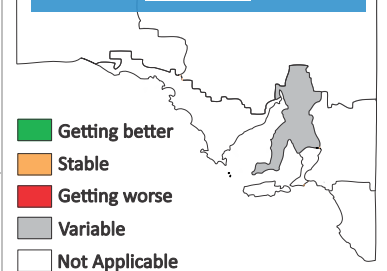 Getting better
Stable
Getting worse
Variable
Not Applicable